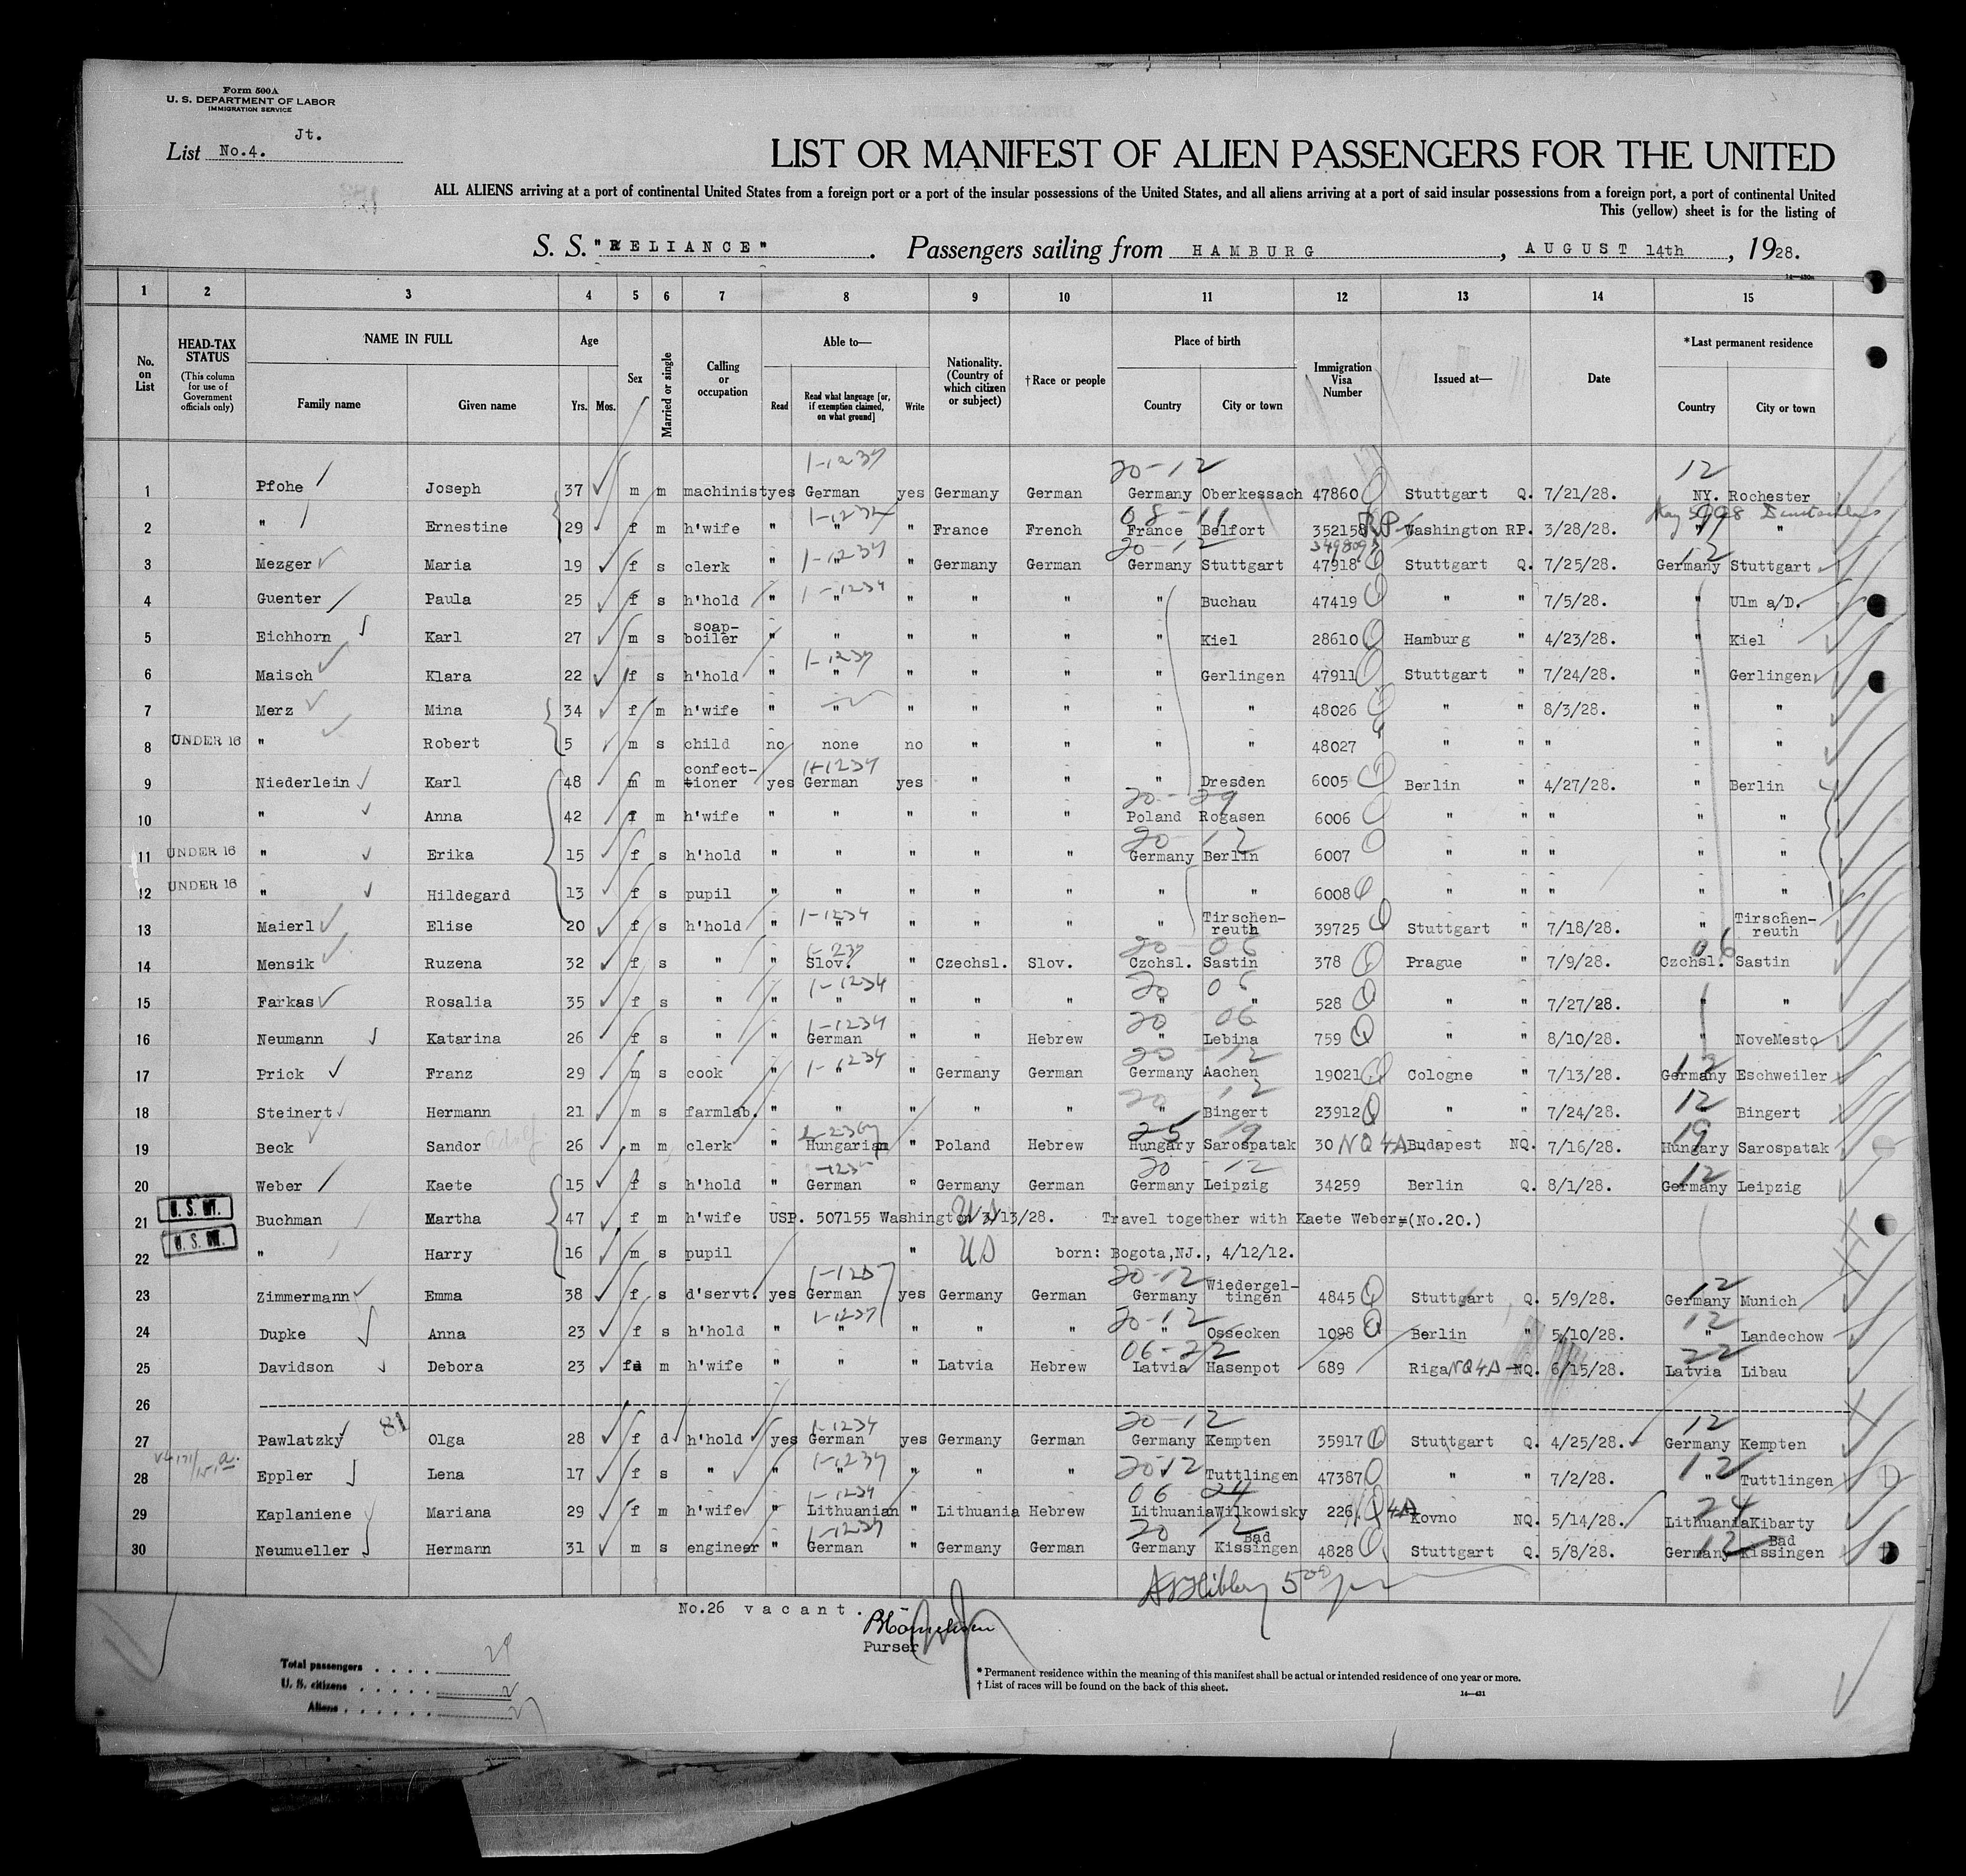 Form 500A
U. S. DEPARTMENT OF LABOR
IMMIGRATION SERVICE
Jt.
List No.4.
LIST OR MANIFEST OF ALIEN PASSENGERS FOR THE UNITED
ALL ALIENS arriving at a port of continental United States from a foreign port or a port of the insular possessions of the United States, and all aliens arriving at a port of said insular possessions from a foreign port, a port of continental United
This (yellow) sheet is for the listing of
S. S. "RELIANCE". Passengers sailing from HAMBURG, AUGUST 14th, 1928.
1 2 3 4 5 6 7 8 9 10 11 12 13 14 15
No. on List
HEAD-TAX STATUS (This column for use of Government officials only)
NAME IN FULL Family name Given name
Age Yrs. Mos.
Sex
Married or single
Calling or occupation
Able to— Read Read what language [or, if exemption claimed, on what ground] Write
Nationality. (Country of which citizen or subject)
†Race or people
Place of birth Country City or town
Immigration Visa Number
Issued at—
Date
*Last permanent residence Country City or town
1 Pfohe Joseph 37 m m machinist yes German yes Germany German Germany Oberkessach 47860 Q Stuttgart Q. 7/21/28. NY. Rochester
2 " Ernestine 29 f m h'wife " " " France French France Belfort 352158 RP Washington RP. 3/28/28. " "
3 Mezger Maria 19 f s clerk " " " Germany German Germany Stuttgart 47918 Q Stuttgart Q. 7/25/28. Germany Stuttgart
4 Guenter Paula 25 f s h'hold " " " " " " Buchau 47419 Q " " 7/5/28. " Ulm a/D.
5 Eichhorn Karl 27 m s soap-boiler " " " " " " Kiel 28610 Q Hamburg " 4/23/28. " Kiel
6 Maisch Klara 22 f s h'hold " " " " " " Gerlingen 47911 Q Stuttgart " 7/24/28. " Gerlingen
7 Merz Mina 34 f m h'wife " " " " " " " 48026 Q " " 8/3/28. " "
8 UNDER 16 " Robert 5 m s child no none no " " " " 48027 " " " " "
9 Niederlein Karl 48 m m confect-tioner yes German yes " " " Dresden 6005 Q Berlin " 4/27/28. " Berlin
10 " Anna 42 f m h'wife " " " " " Poland Rogasen 6006 " " " " "
11 UNDER 16 " Erika 15 f s h'hold " " " " " Germany Berlin 6007 " " " " "
12 UNDER 16 " Hildegard 13 f s pupil " " " " " " " 6008 Q " " " " "
13 Maierl Elise 20 f s h'hold " " " " " " Tirschen-reuth 39725 Q Stuttgart " 7/18/28. " Tirschen-reuth
14 Mensik Ruzena 32 f s " " Slov. " Czechsl. Slov. Czchsl. Sastin 378 Q Prague " 7/9/28. Czchsl. Sastin
15 Farkas Rosalia 35 f s " " " " " " " " 528 Q " " 7/27/28. " "
16 Neumann Katarina 26 f s " " German " " Hebrew " Lebina 759 Q " " 8/10/28. " NoveMesto
17 Prick Franz 29 m s cook " " " Germany German Germany Aachen 19021 Q Cologne " 7/13/28. Germany Eschweiler
18 Steinert Hermann 21 m s farmlab. " " " " " " Bingert 23912 Q " " 7/24/28. " Bingert
19 Beck Sandor 26 m m clerk " Hungarian " Poland Hebrew Hungary Sarospatak 30 NQ 4A Budapest NQ. 7/16/28. Hungary Sarospatak
20 Weber Kaete 15 f s h'hold " German " Germany German Germany Leipzig 34259 Berlin Q. 8/1/28. Germany Leipzig
21 Buchman Martha 47 f m h'wife USP. 507155 Washington 3/13/28. Travel together with Kaete Weber (No.20.)
22 " Harry 16 m s pupil " US born: Bogota,NJ., 4/12/12.
23 Zimmermann Emma 38 f s d'servt. yes German yes Germany German Germany Wiedergel-tingen 4845 Q Stuttgart Q. 5/9/28. Germany Munich
24 Dupke Anna 23 f s h'hold " " " " " " Ossecken 1098 Q Berlin " 5/10/28. " Landechow
25 Davidson Debora 23 f m h'wife " " " Latvia Hebrew Latvia Hasenpot 689 Riga NQ4A NQ. 6/15/28. Latvia Libau
26
27 Pawlatzky 81 Olga 28 f d h'hold yes German yes Germany German Germany Kempten 35917 Q Stuttgart Q. 4/25/28. Germany Kempten
28 Eppler Lena 17 f s " " " " " " " Tuttlingen 47387 Q " " 7/2/28. " Tuttlingen
29 Kaplaniene Mariana 29 f m h'wife " Lithuanian " Lithuania Hebrew Lithuania Wilkowisky 226 Kovno NQ. 5/14/28. Lithuania Kibarty
30 Neumueller Hermann 31 m s engineer " German " Germany German Germany Bad Kissingen 4828 Q Stuttgart Q. 5/8/28. Germany Bad Kissingen
No.26 vacant.
Purser
Total passengers . . . . 29
U. S. citizens . . . . . 2
Aliens . . . . . . 27
* Permanent residence within the meaning of this manifest shall be actual or intended residence of one year or more.
† List of races will be found on the back of this sheet.
14—421